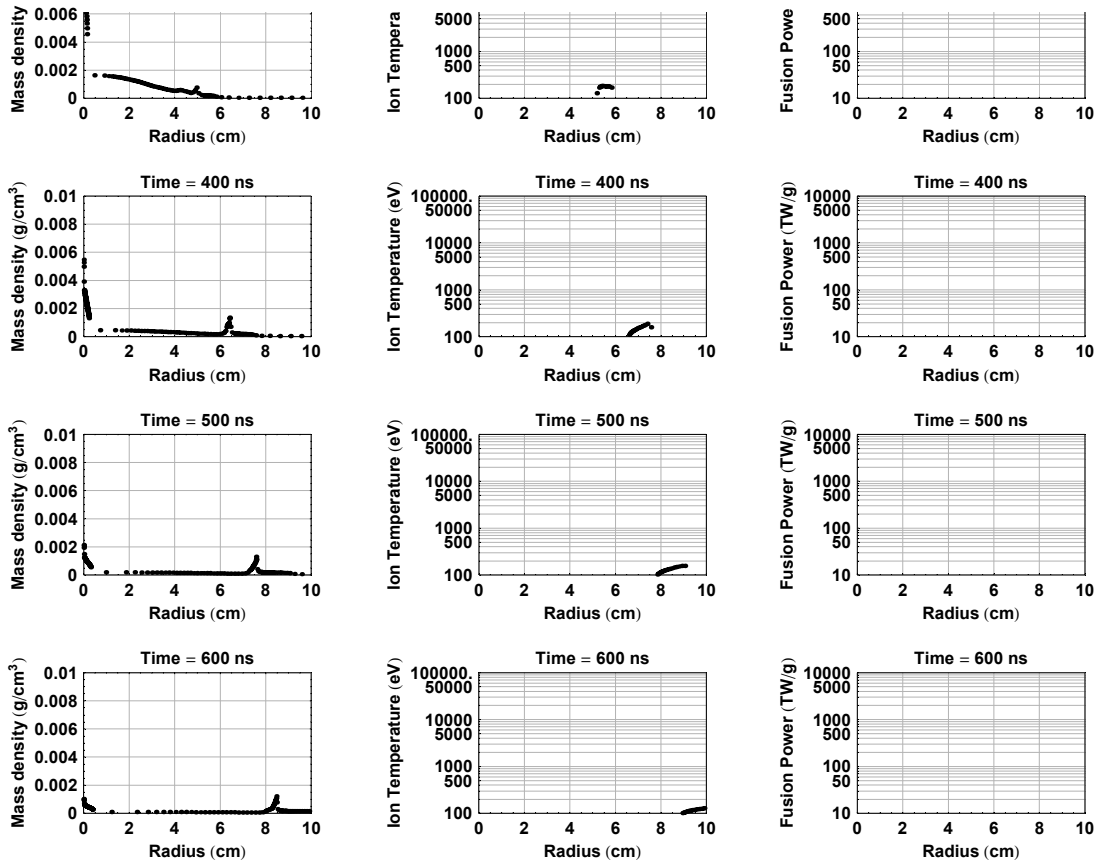 Mass density
0.006
0.004
0.002
0
0 2 4 6 8 10
Radius (cm)
Ion Tempera
5000
1000
500
100
0 2 4 6 8 10
Radius (cm)
Fusion Powe
500
100
50
10
0 2 4 6 8 10
Radius (cm)
Time = 400 ns
Mass density (g/cm³)
0.01
0.008
0.006
0.004
0.002
0
0 2 4 6 8 10
Radius (cm)
Time = 400 ns
Ion Temperature (eV)
100000.
50000.
10000.
5000
1000
500
100
0 2 4 6 8 10
Radius (cm)
Time = 400 ns
Fusion Power (TW/g)
10000
5000
1000
500
100
50
10
0 2 4 6 8 10
Radius (cm)
Time = 500 ns
Mass density (g/cm³)
0.01
0.008
0.006
0.004
0.002
0
0 2 4 6 8 10
Radius (cm)
Time = 500 ns
Ion Temperature (eV)
100000.
50000.
10000.
5000
1000
500
100
0 2 4 6 8 10
Radius (cm)
Time = 500 ns
Fusion Power (TW/g)
10000
5000
1000
500
100
50
10
0 2 4 6 8 10
Radius (cm)
Time = 600 ns
Mass density (g/cm³)
0.01
0.008
0.006
0.004
0.002
0
0 2 4 6 8 10
Radius (cm)
Time = 600 ns
Ion Temperature (eV)
100000.
50000.
10000.
5000
1000
500
100
0 2 4 6 8 10
Radius (cm)
Time = 600 ns
Fusion Power (TW/g)
10000
5000
1000
500
100
50
10
0 2 4 6 8 10
Radius (cm)